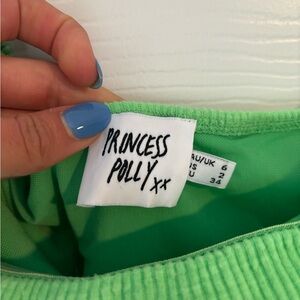 PRINCESS
POLLY xx
AU/UK 6
US 2
EU 34